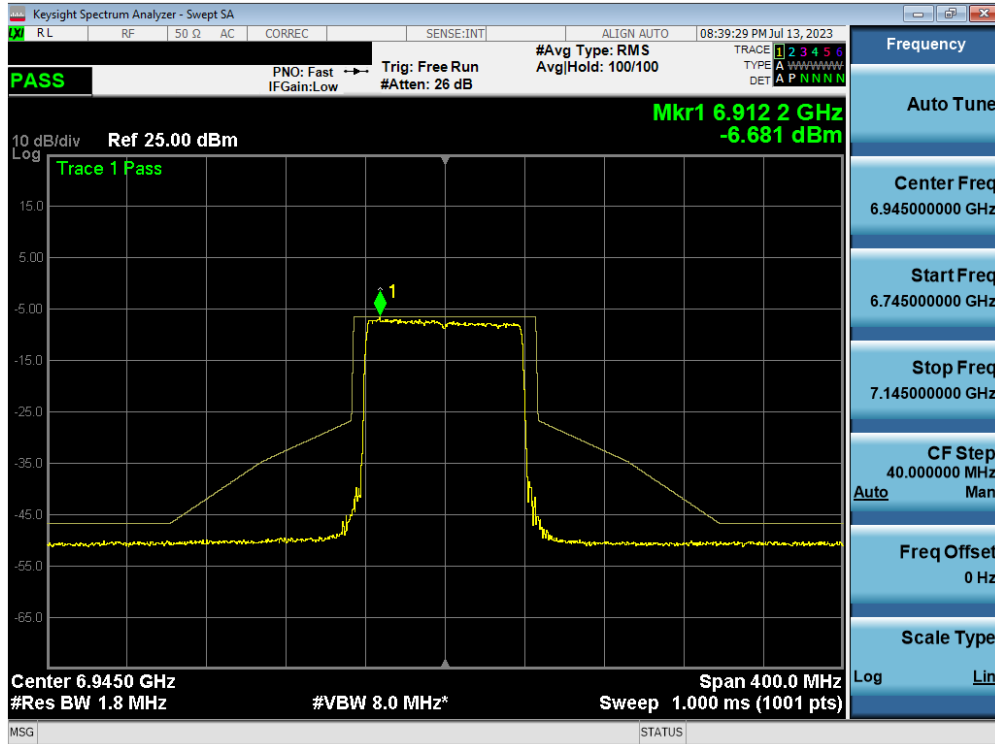 Keysight Spectrum Analyzer - Swept SA
LXI RL RF 50 Ω AC CORREC SENSE:INT ALIGN AUTO 08:39:29 PM Jul 13, 2023
PASS
PNO: Fast
IFGain:Low
Trig: Free Run
#Atten: 26 dB
#Avg Type: RMS
Avg|Hold: 100/100
TRACE 1 2 3 4 5 6
TYPE A WWWWW
DET A P N N N N
Mkr1 6.912 2 GHz
-6.681 dBm
10 dB/div Ref 25.00 dBm
Log
Trace 1 Pass
15.0
5.00
-5.00
-15.0
-25.0
-35.0
-45.0
-55.0
-65.0
1
Center 6.9450 GHz Span 400.0 MHz
#Res BW 1.8 MHz #VBW 8.0 MHz* Sweep 1.000 ms (1001 pts)
MSG STATUS
Frequency
Auto Tune
Center Freq
6.945000000 GHz
Start Freq
6.745000000 GHz
Stop Freq
7.145000000 GHz
CF Step
40.000000 MHz
Auto Man
Freq Offset
0 Hz
Scale Type
Log Lin